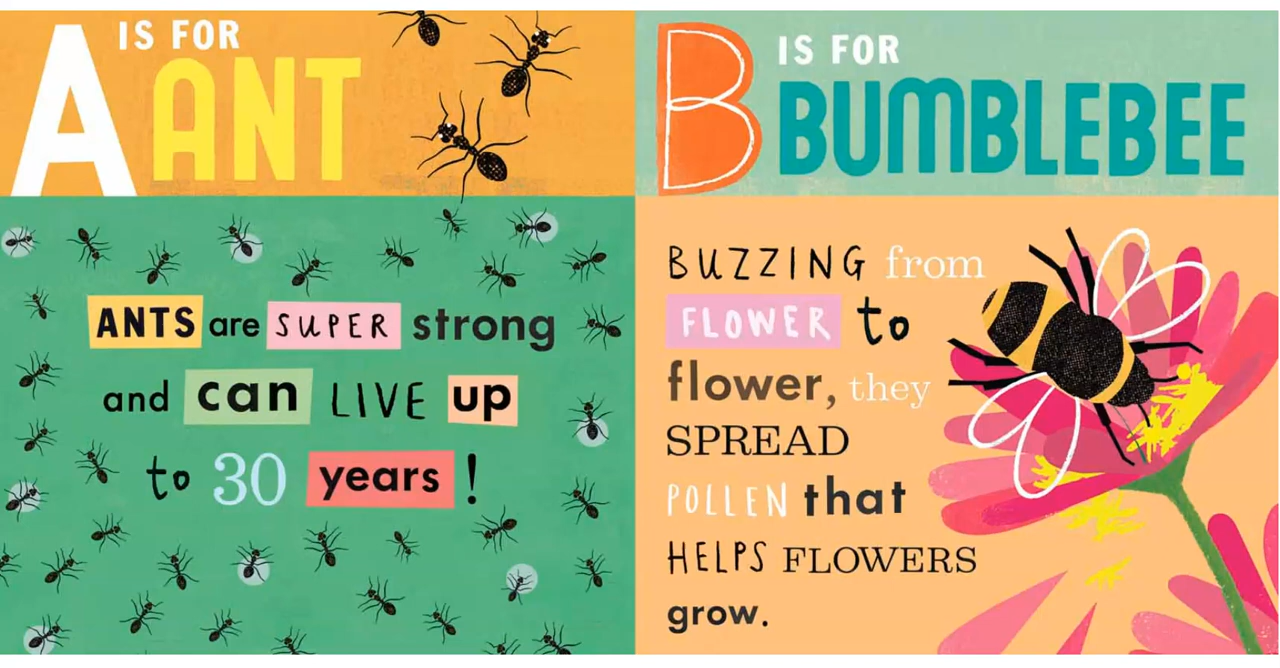 A IS FOR
ANT
ANTS are SUPER strong
and can LIVE up
to 30 years!
B IS FOR
BUMBLEBEE
BUZZING from
FLOWER to
flower, they
SPREAD
POLLEN that
HELPS FLOWERS
grow.